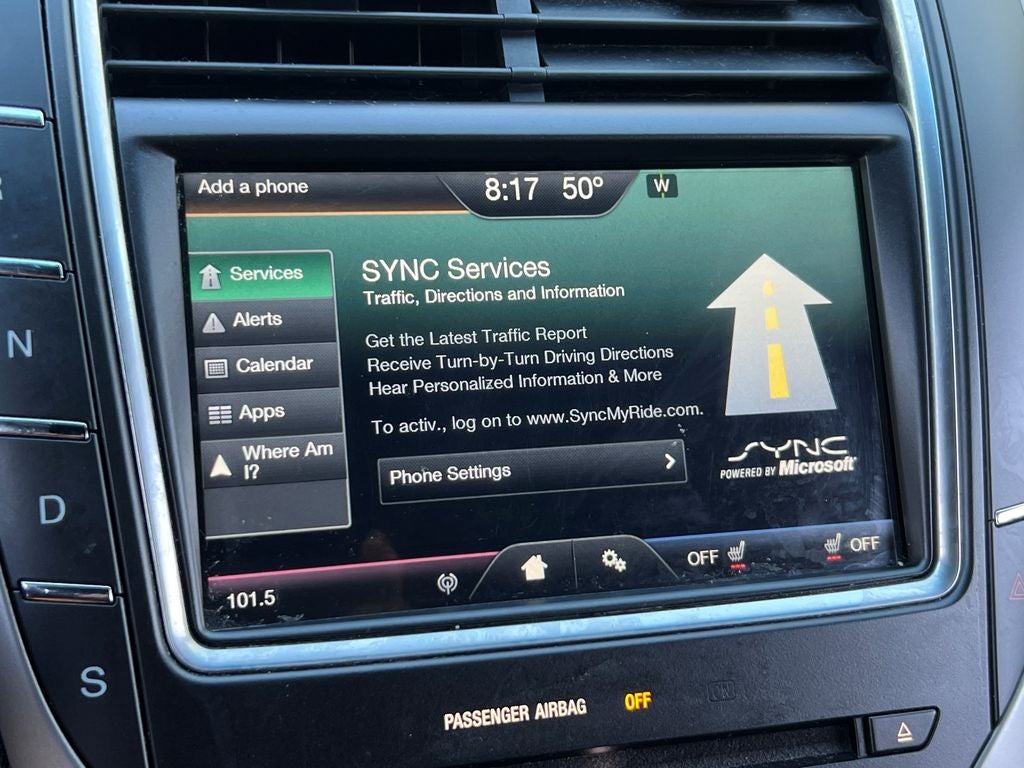 Add a phone
8:17 50°
W
Services
Alerts
Calendar
Apps
Where Am
I?
SYNC Services
Traffic, Directions and Information
Get the Latest Traffic Report
Receive Turn-by-Turn Driving Directions
Hear Personalized Information & More
To activ., log on to www.SyncMyRide.com.
Phone Settings
SYNC
POWERED BY Microsoft
101.5
OFF
OFF
N
D
S
PASSENGER AIRBAG OFF ON